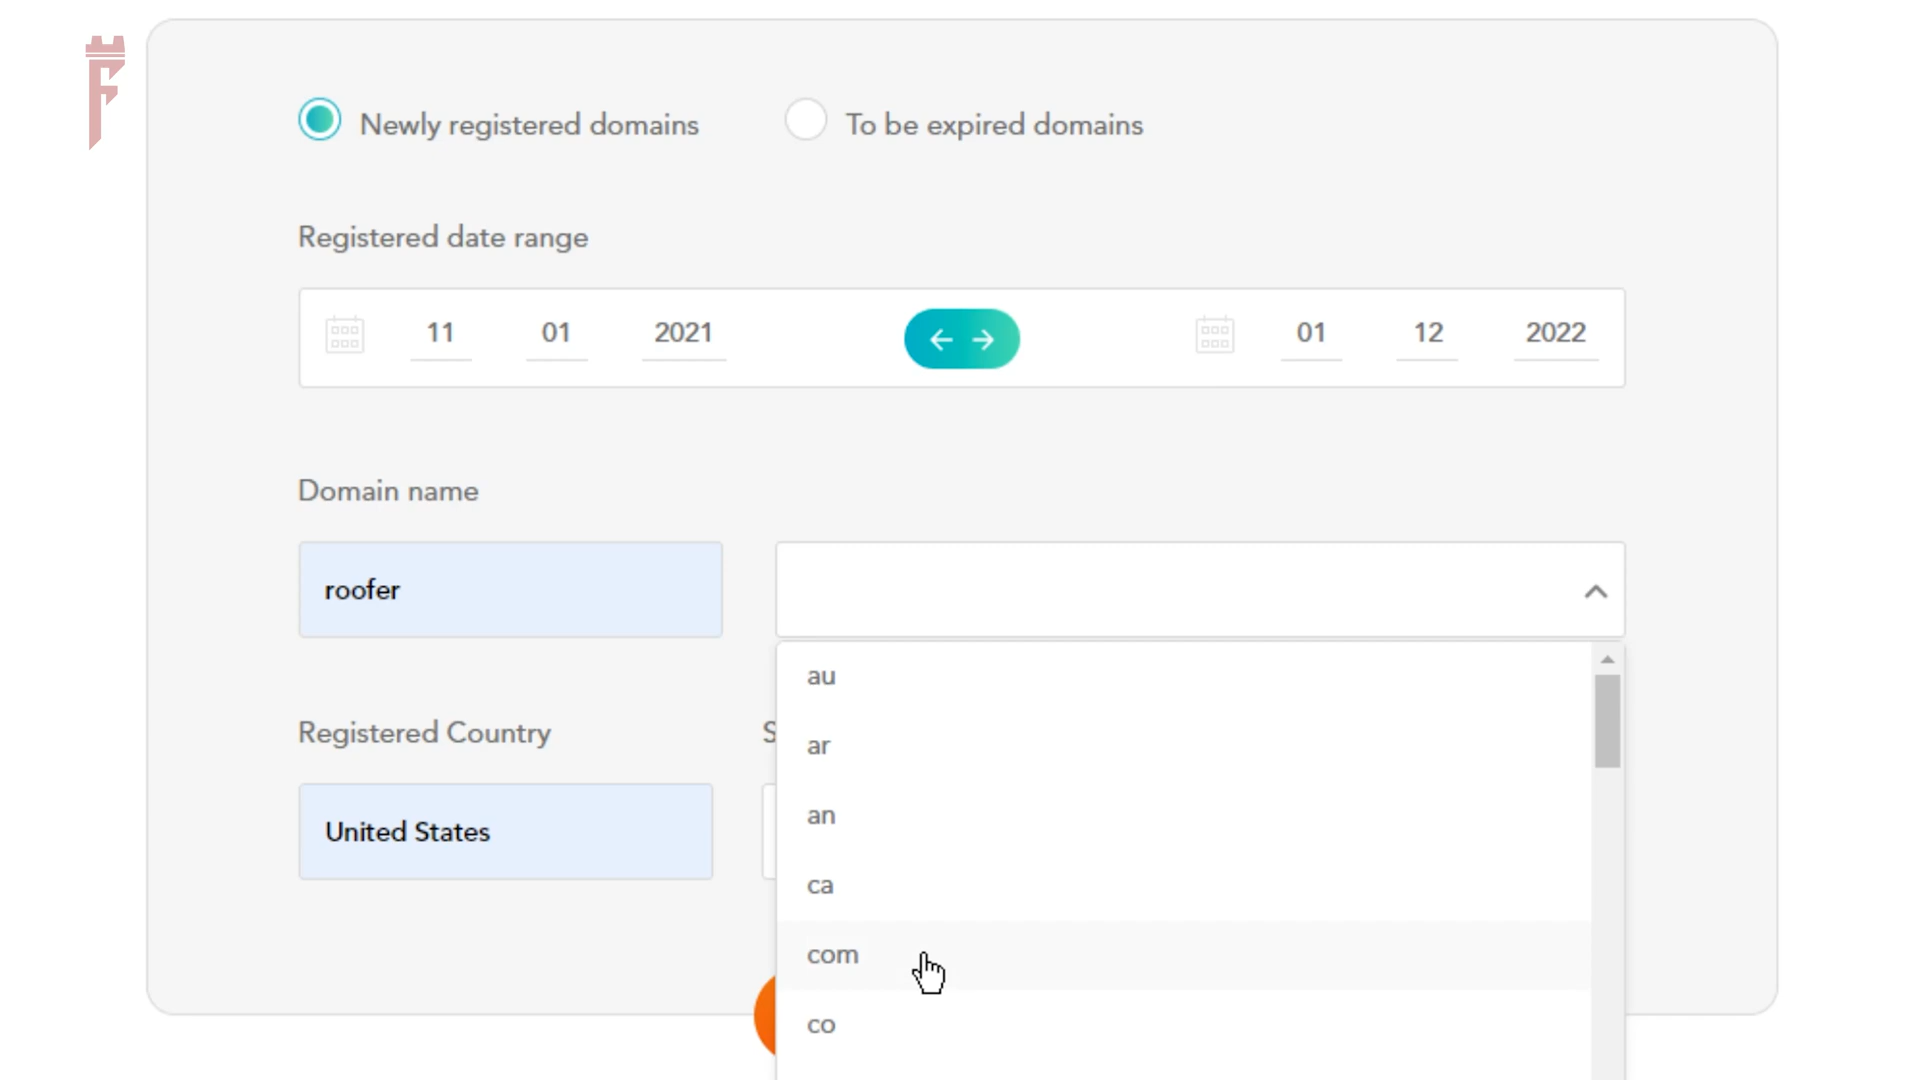 Newly registered domains To be expired domains
Registered date range
11 01 2021 01 12 2022
Domain name
roofer
au
Registered Country
ar
an
United States
ca
com
co